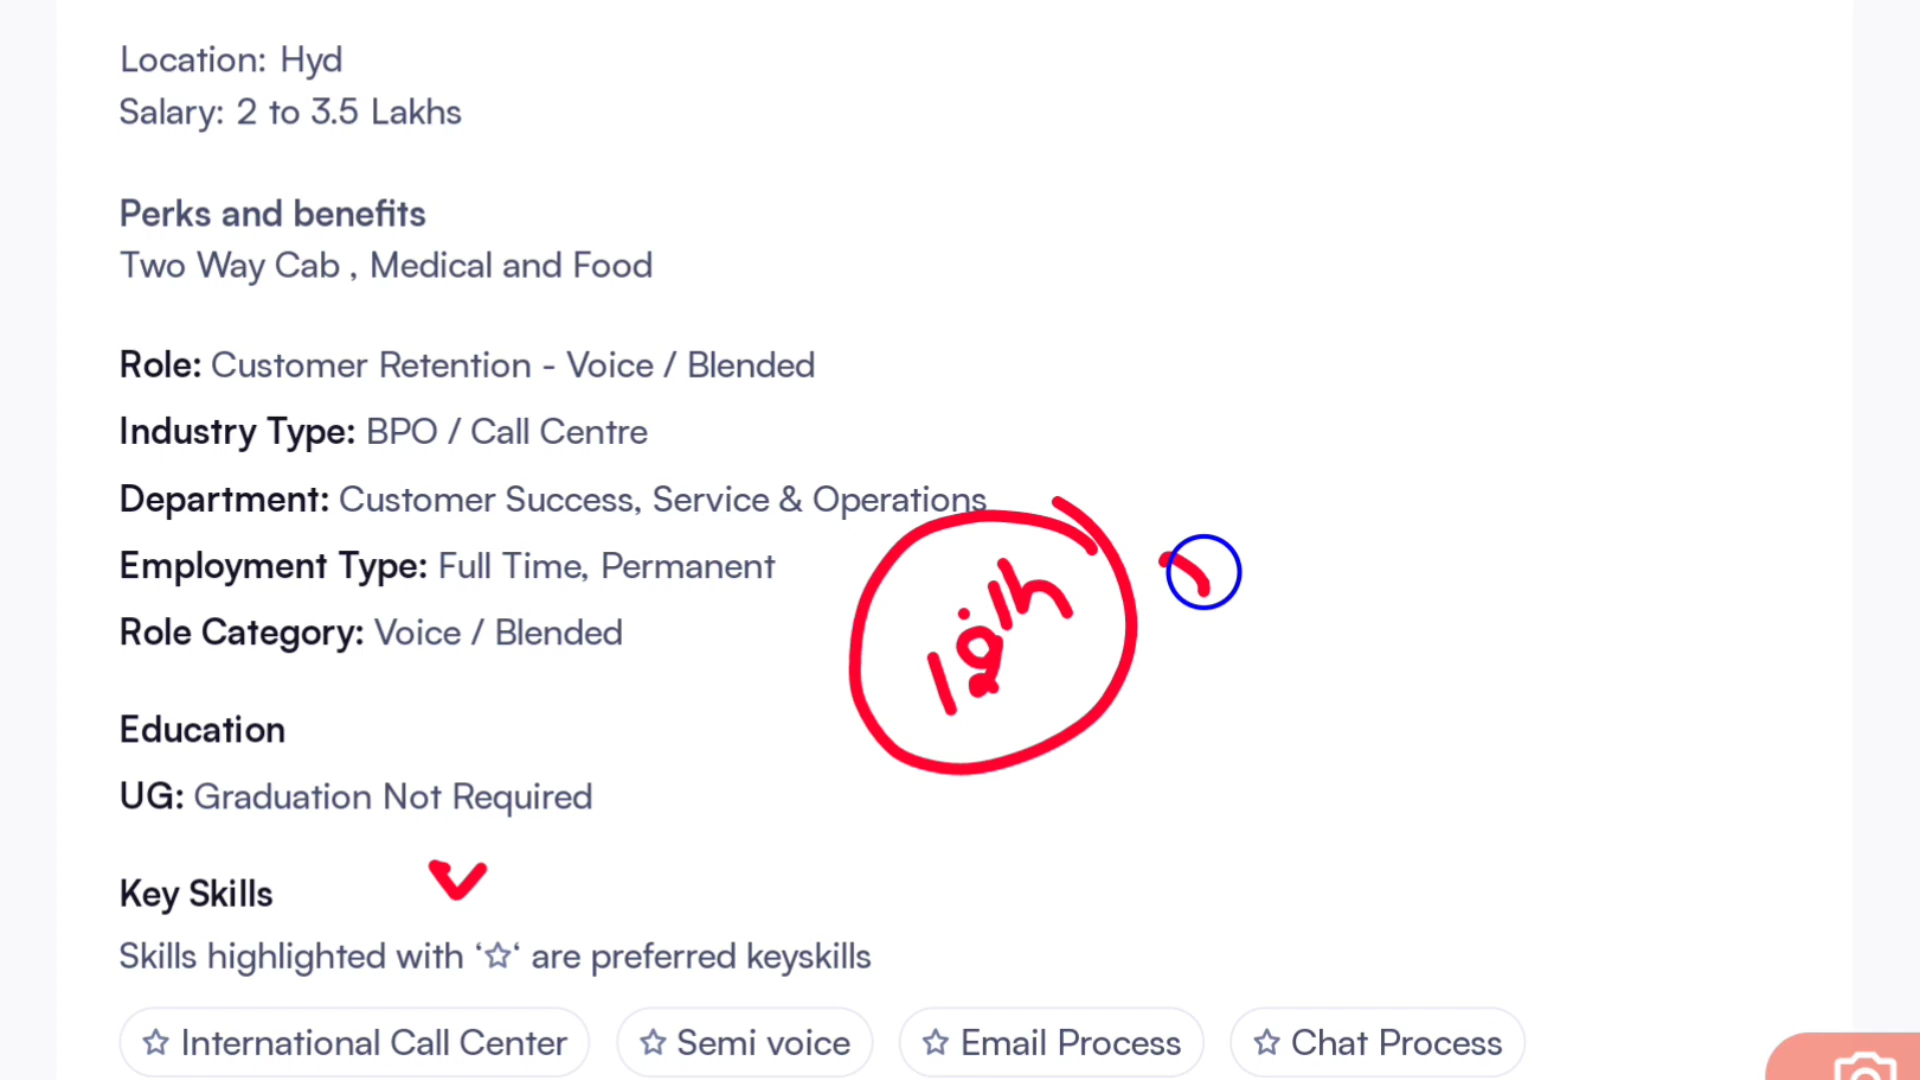 Location: Hyd
Salary: 2 to 3.5 Lakhs
Perks and benefits
Two Way Cab , Medical and Food
Role: Customer Retention - Voice / Blended
Industry Type: BPO / Call Centre
Department: Customer Success, Service & Operations
Employment Type: Full Time, Permanent
Role Category: Voice / Blended
Education
UG: Graduation Not Required
Key Skills
Skills highlighted with ‘☆‘ are preferred keyskills
☆ International Call Center ☆ Semi voice ☆ Email Process ☆ Chat Process